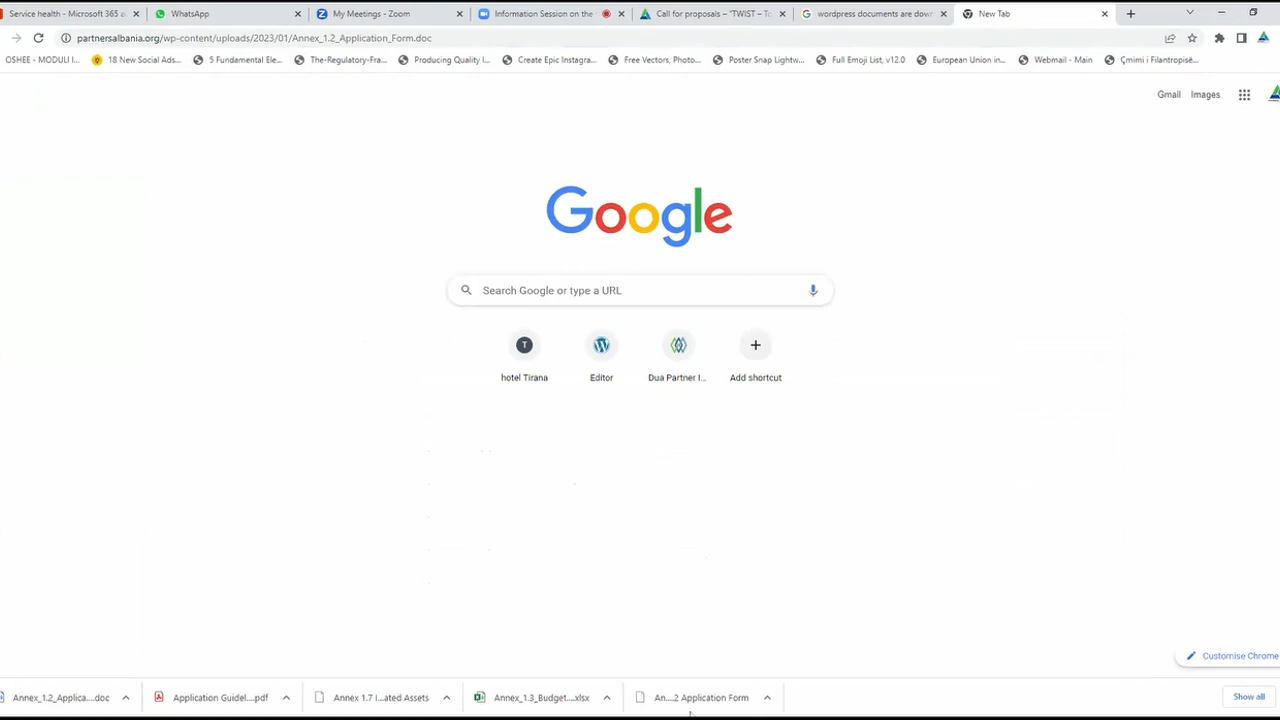 Service health - Microsoft 365 a
WhatsApp
My Meetings - Zoom
Information Session on the
Call for proposals – "TWIST – To
wordpress documents are down
New Tab
partnersalbania.org/wp-content/uploads/2023/01/Annex_1.2_Application_Form.doc
OSHEE - MODULI I...
18 New Social Ads...
5 Fundamental Ele...
The-Regulatory-Fra...
Producing Quality I...
Create Epic Instagra...
Free Vectors, Photo...
Poster Snap Lightw...
Full Emoji List, v12.0
European Union in...
Webmail - Main
Çmimi i Filantropisë...
Gmail
Images
Google
Search Google or type a URL
T
hotel Tirana
Editor
Dua Partner I...
Add shortcut
Customise Chrome
Annex_1.2_Applica....doc
Application Guidel....pdf
Annex 1.7 I...ated Assets
Annex_1.3_Budget....xlsx
An....2 Application Form
Show all